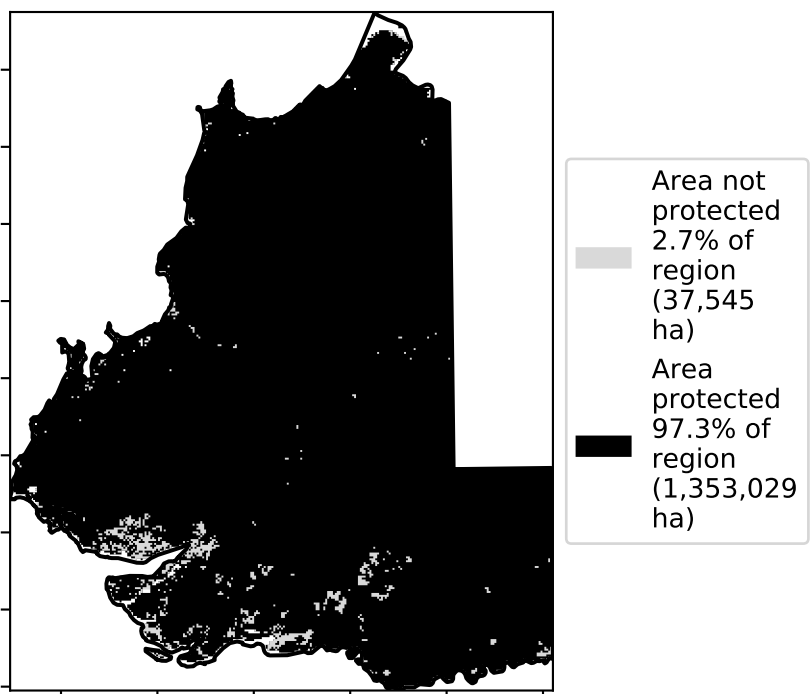 Area not
protected
2.7% of
region
(37,545
ha)
Area
protected
97.3% of
region
(1,353,029
ha)